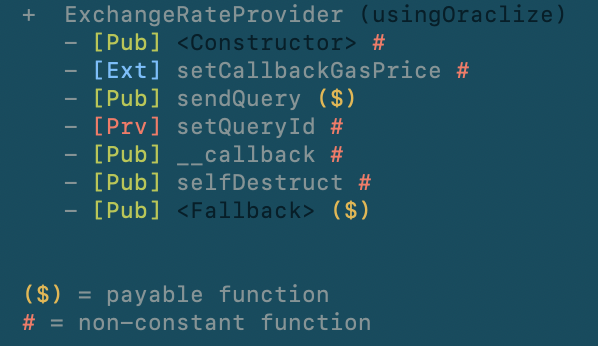 + ExchangeRateProvider (usingOraclize)
- [Pub] <Constructor> #
- [Ext] setCallbackGasPrice #
- [Pub] sendQuery ($)
- [Prv] setQueryId #
- [Pub] __callback #
- [Pub] selfDestruct #
- [Pub] <Fallback> ($)
($) = payable function
# = non-constant function